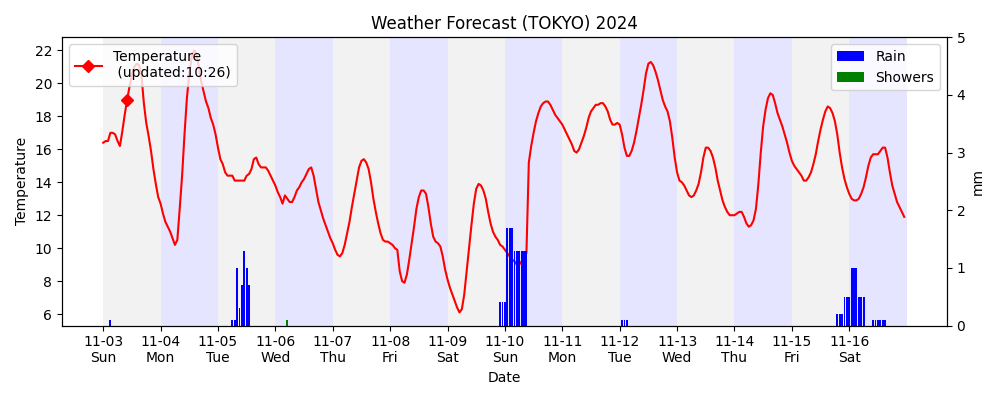 Weather Forecast (TOKYO) 2024
Temperature
(updated:10:26)
Rain
Showers
Temperature
22
20
18
16
14
12
10
8
6
5
4
3
2
1
0
mm
11-03 11-04 11-05 11-06 11-07 11-08 11-09 11-10 11-11 11-12 11-13 11-14 11-15 11-16
Sun Mon Tue Wed Thu Fri Sat Sun Mon Tue Wed Thu Fri Sat
Date